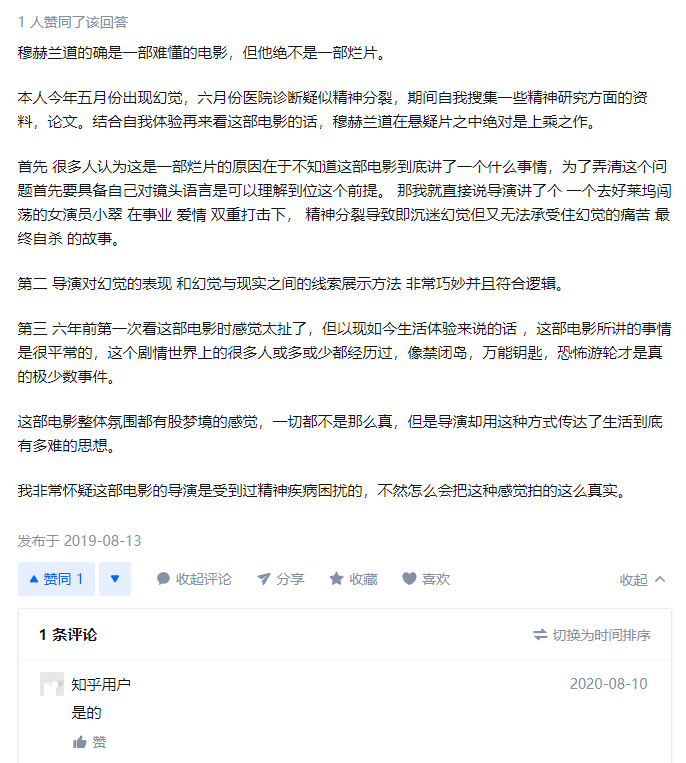 1 人赞同了该回答
穆赫兰道的确是一部难懂的电影，但他绝不是一部烂片。
本人今年五月份出现幻觉，六月份医院诊断疑似精神分裂，期间自我搜集一些精神研究方面的资
料，论文。结合自我体验再来看这部电影的话，穆赫兰道在悬疑片之中绝对是上乘之作。
首先 很多人认为这是一部烂片的原因在于不知道这部电影到底讲了一个什么事情，为了弄清这个问
题首先要具备自己对镜头语言是可以理解到位这个前提。 那我就直接说导演讲了个 一个去好莱坞闯
荡的女演员小翠 在事业 爱情 双重打击下， 精神分裂导致即沉迷幻觉但又无法承受住幻觉的痛苦 最
终自杀 的故事。
第二 导演对幻觉的表现 和幻觉与现实之间的线索展示方法 非常巧妙并且符合逻辑。
第三 六年前第一次看这部电影时感觉太扯了，但以现如今生活体验来说的话 ，这部电影所讲的事情
是很平常的，这个剧情世界上的很多人或多或少都经历过，像禁闭岛，万能钥匙，恐怖游轮才是真
的极少数事件。
这部电影整体氛围都有股梦境的感觉，一切都不是那么真，但是导演却用这种方式传达了生活到底
有多难的思想。
我非常怀疑这部电影的导演是受到过精神疾病困扰的，不然怎么会把这种感觉拍的这么真实。
发布于 2019-08-13
赞同 1 收起评论 分享 收藏 喜欢 收起
1 条评论 切换为时间排序
知乎用户 2020-08-10
是的
赞